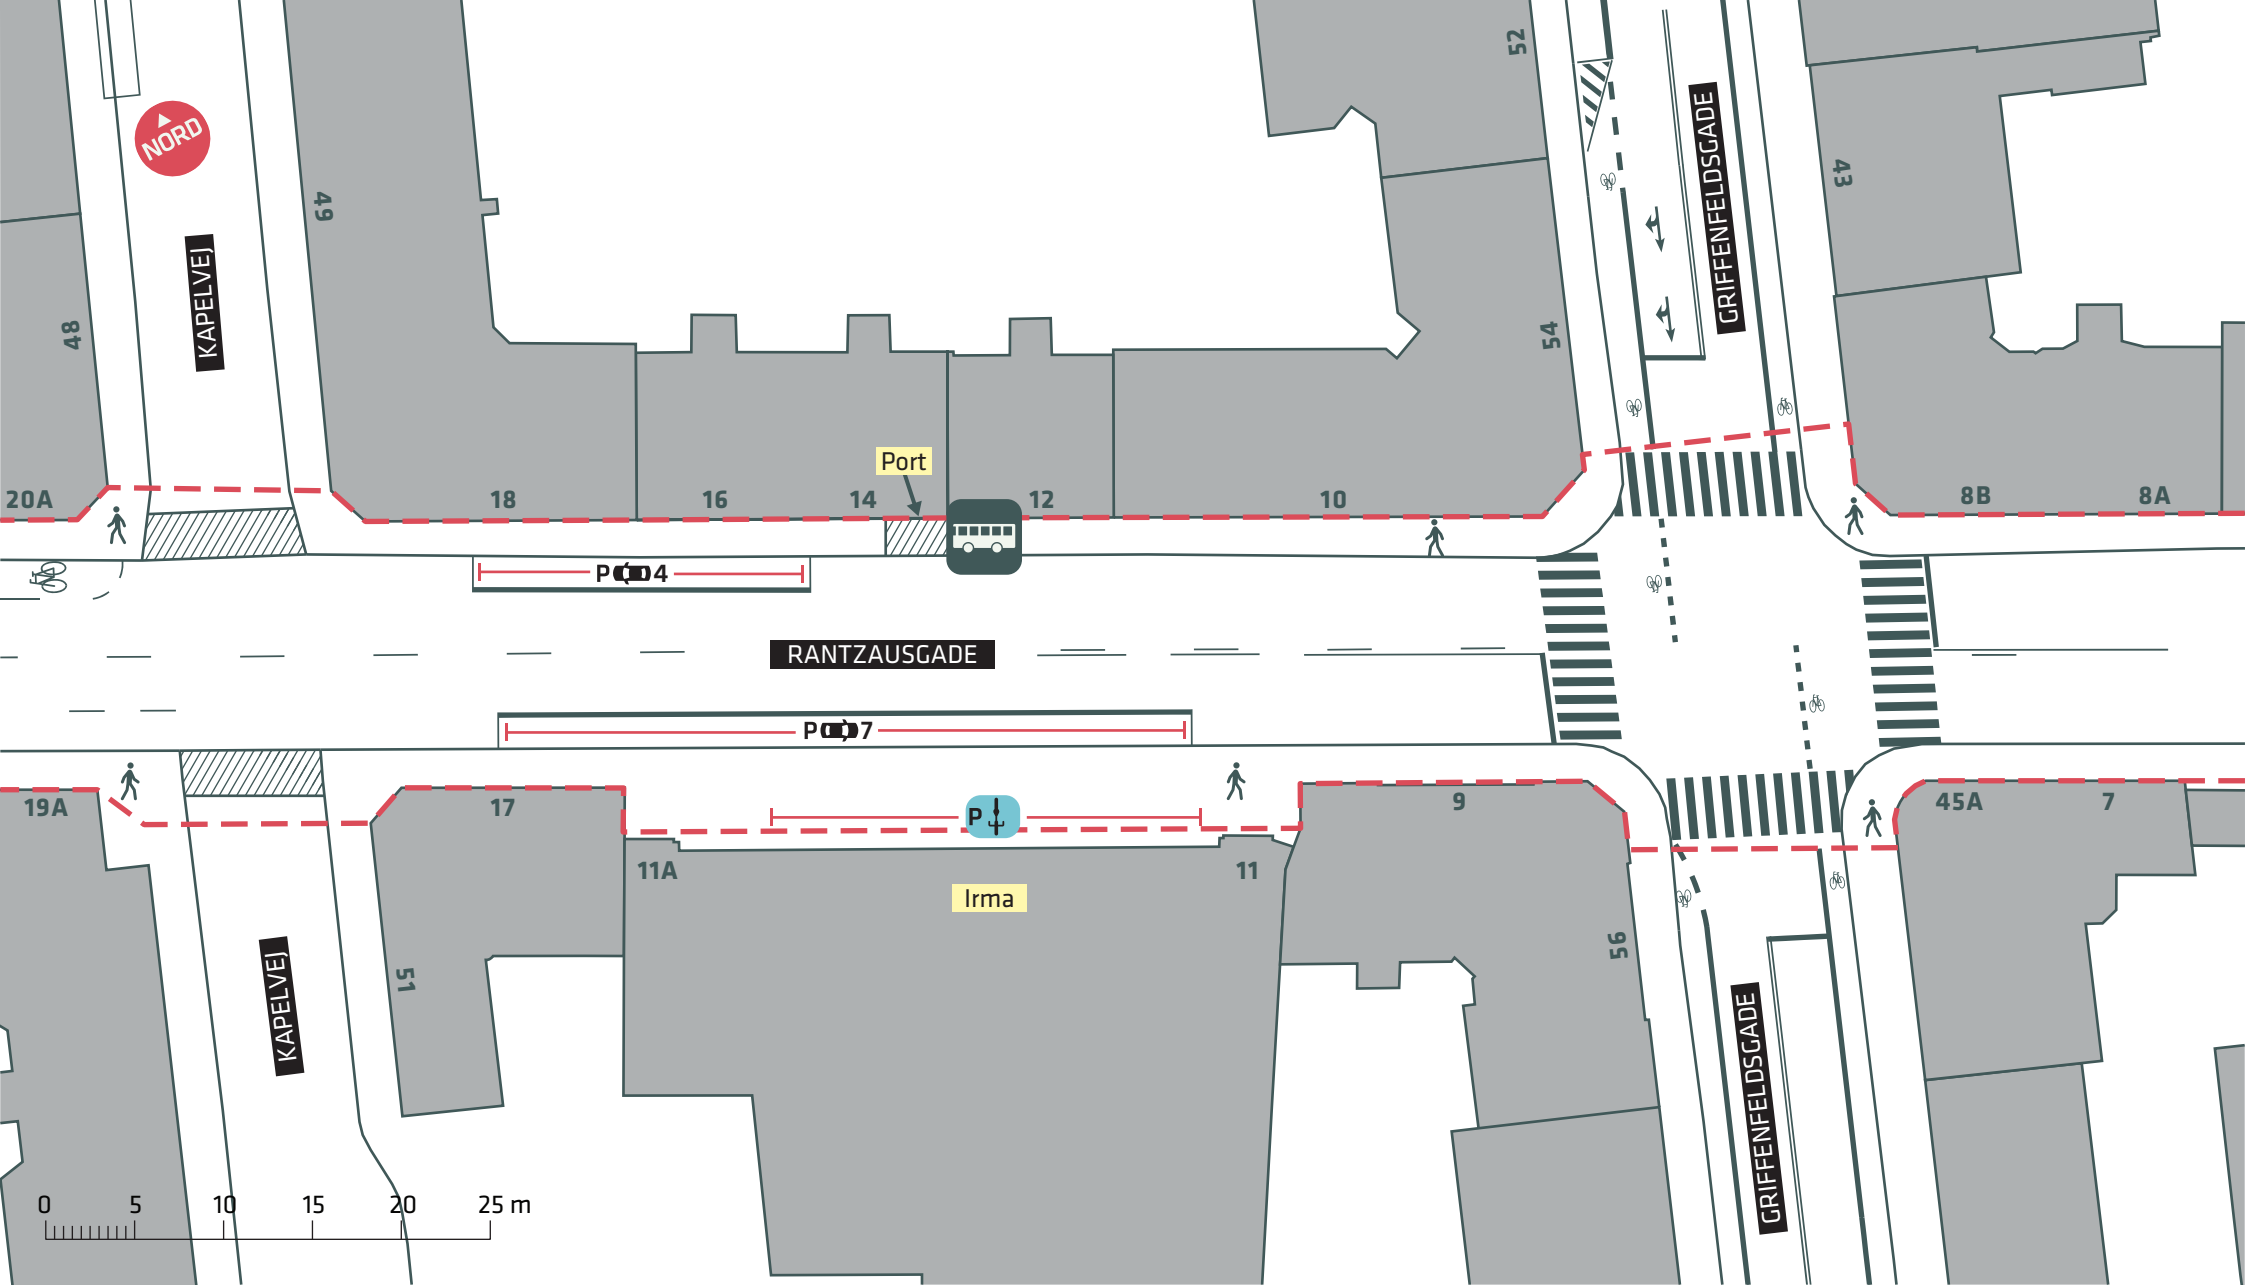 52
GRIFFENFELDSGADE
NORD
43
49
KAPELVEJ
48
54
Port
20A
18
16
14
12
10
8B
8A
P 4
RANTZAUSGADE
P 7
19A
17
P
9
45A
7
11A
11
Irma
56
51
KAPELVEJ
GRIFFENFELDSGADE
0 5 10 15 20 25 m